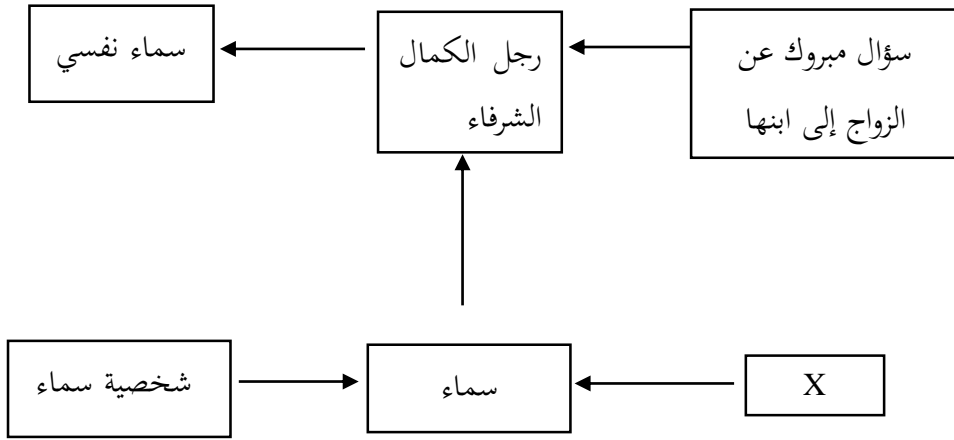 سؤال مبروك عن
الزواج إلى ابنها
رجل الكمال
الشرفاء
سماء نفسي
X
سماء
شخصية سماء